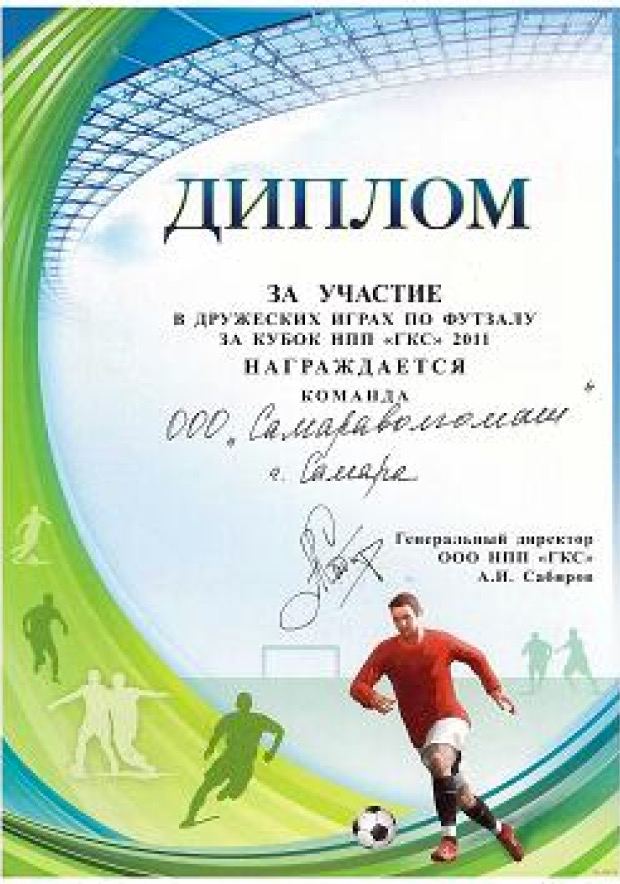 ДИПЛОМ
ЗА УЧАСТИЕ
В ДРУЖЕСКИХ ИГРАХ ПО ФУТЗАЛУ
ЗА КУБОК НПП «ГКС» 2011
НАГРАЖДАЕТСЯ
КОМАНДА
ООО „Самараволгомаш"
г. Самара
Генеральный директор
ООО НПП «ГКС»
А.И. Сабиров